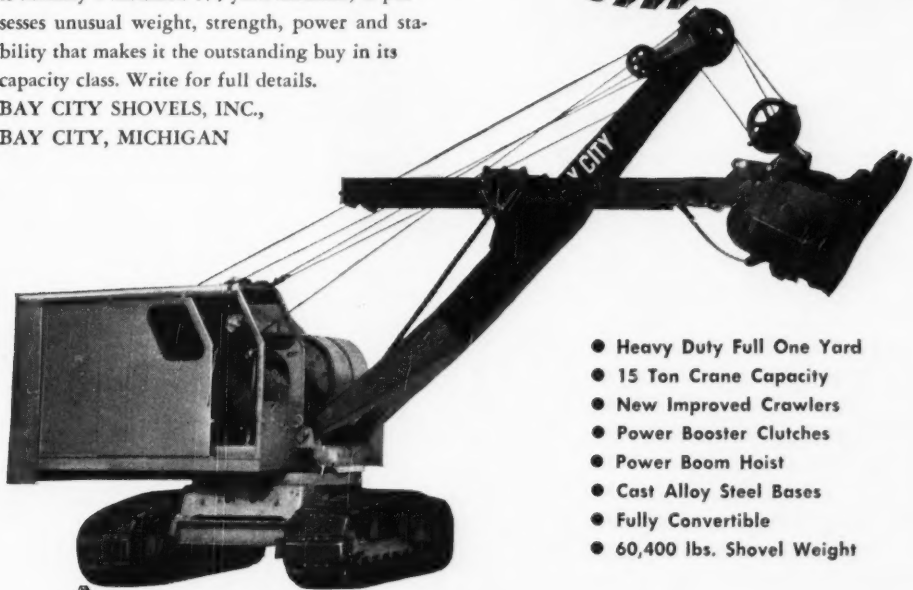 sesses unusual weight, strength, power and sta-
bility that makes it the outstanding buy in its
capacity class. Write for full details.
BAY CITY SHOVELS, INC.,
BAY CITY, MICHIGAN
Y CITY
● Heavy Duty Full One Yard
● 15 Ton Crane Capacity
● New Improved Crawlers
● Power Booster Clutches
● Power Boom Hoist
● Cast Alloy Steel Bases
● Fully Convertible
● 60,400 lbs. Shovel Weight